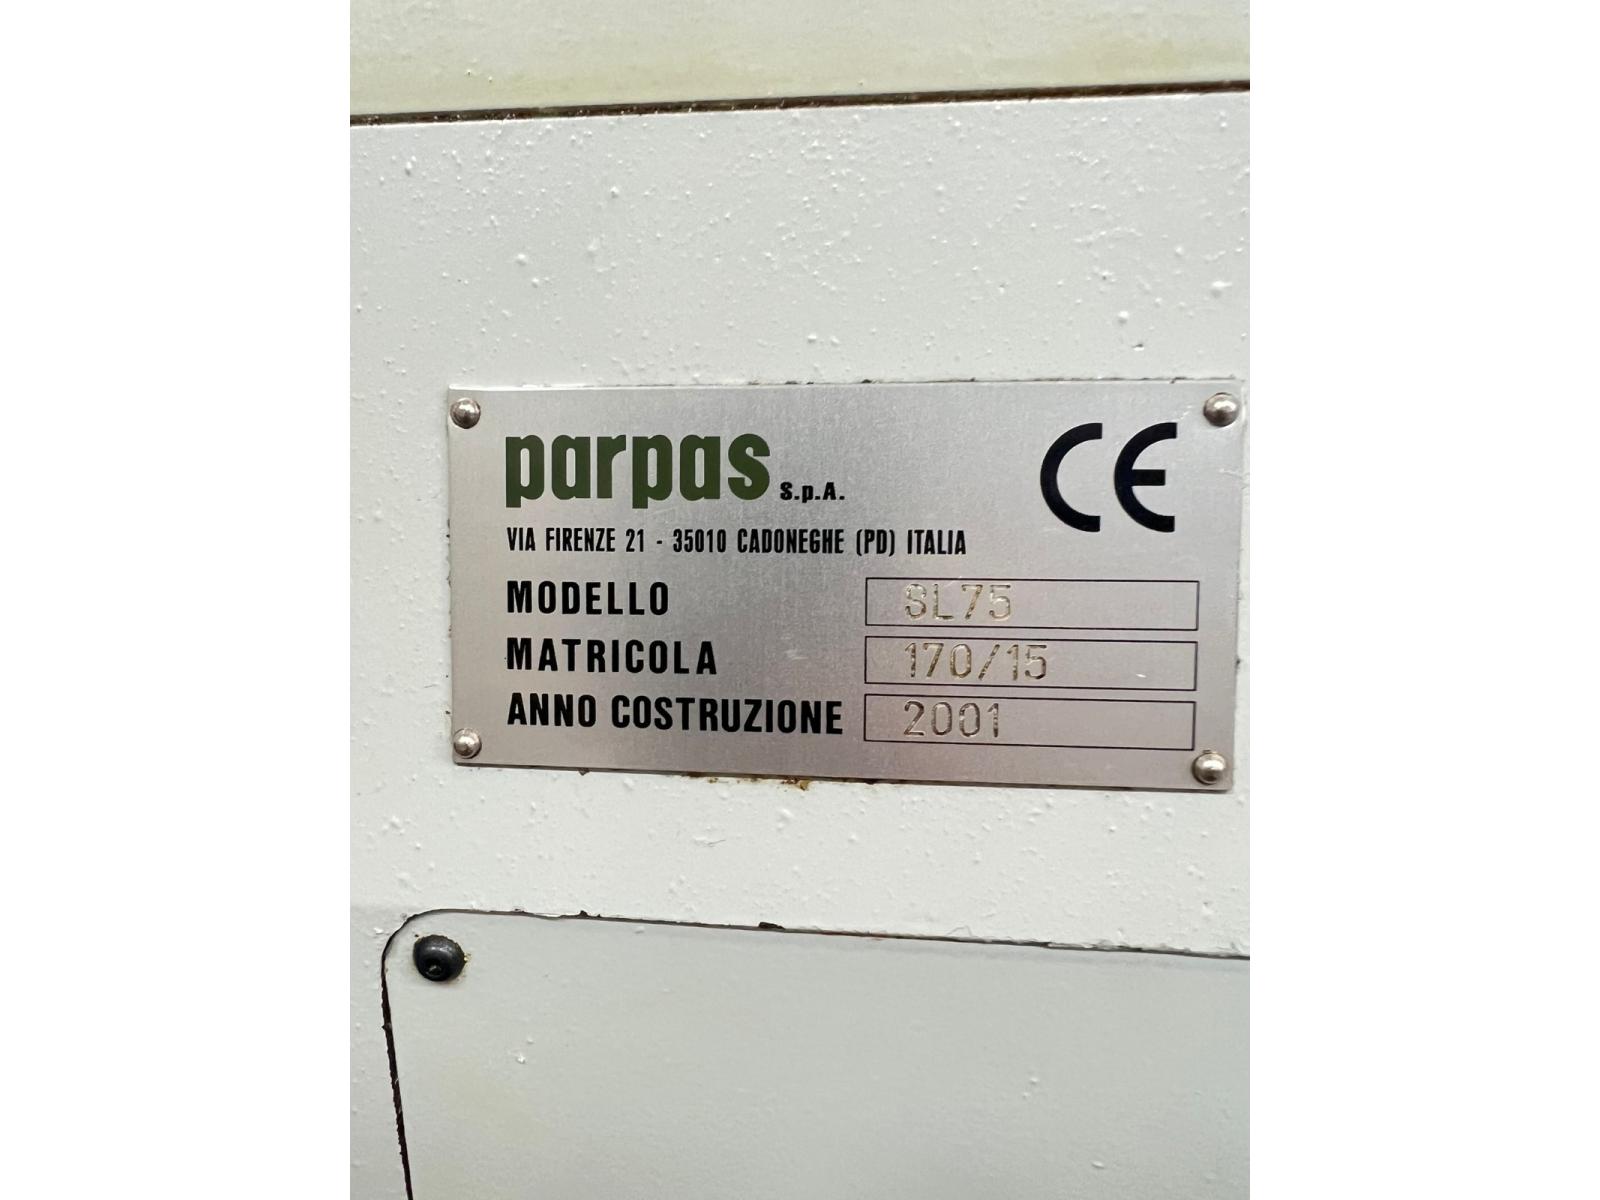 parpas S.p.A.
CE
VIA FIRENZE 21 - 35010 CADONEGHE (PD) ITALIA
MODELLO SL75
MATRICOLA 170/15
ANNO COSTRUZIONE 2001